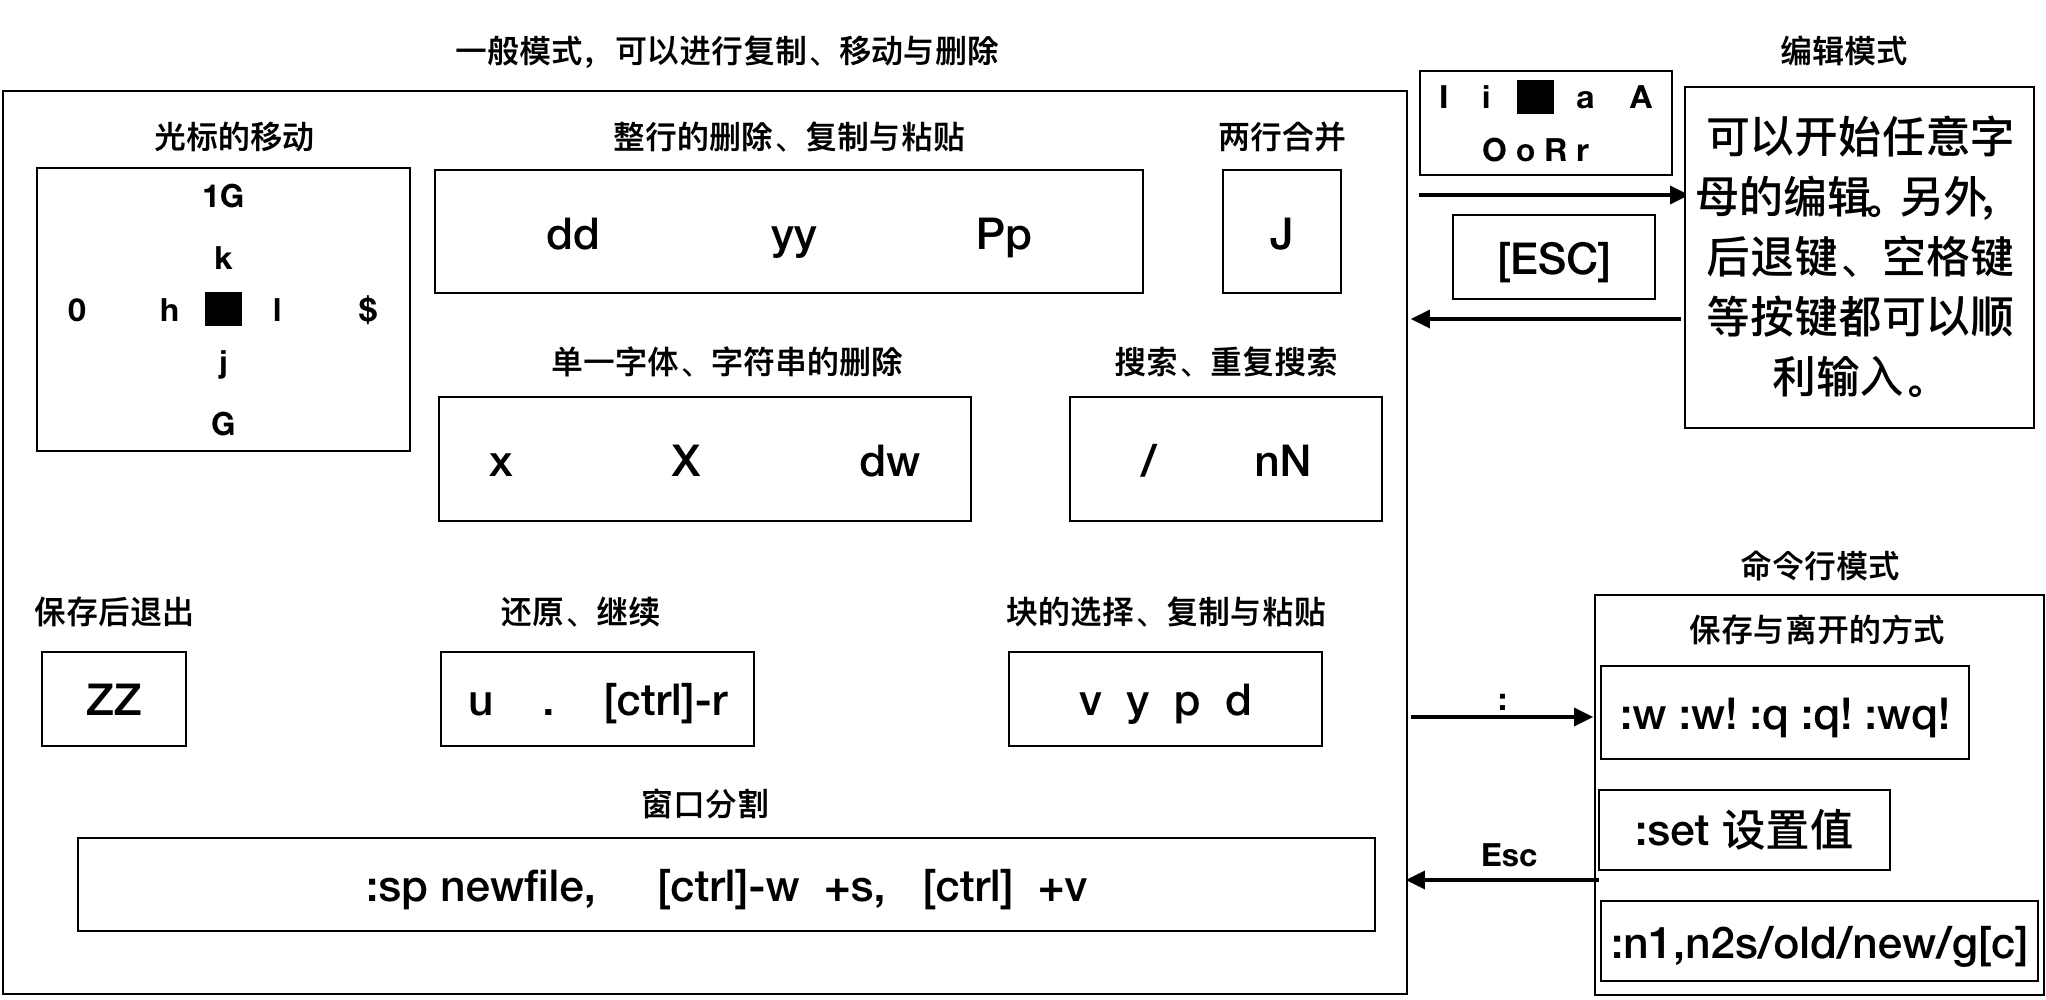 一般模式，可以进行复制、移动与删除
光标的移动
1G
k
0 h l $
j
G
整行的删除、复制与粘贴
dd yy Pp
两行合并
J
单一字体、字符串的删除
x X dw
搜索、重复搜索
/ nN
保存后退出
ZZ
还原、继续
u . [ctrl]-r
块的选择、复制与粘贴
v y p d
窗口分割
:sp newfile, [ctrl]-w +s, [ctrl] +v
I i a A
O o R r
[ESC]
编辑模式
可以开始任意字
母的编辑。另外，
后退键、空格键
等按键都可以顺
利输入。
:
Esc
命令行模式
保存与离开的方式
:w :w! :q :q! :wq!
:set 设置值
:n1,n2s/old/new/g[c]